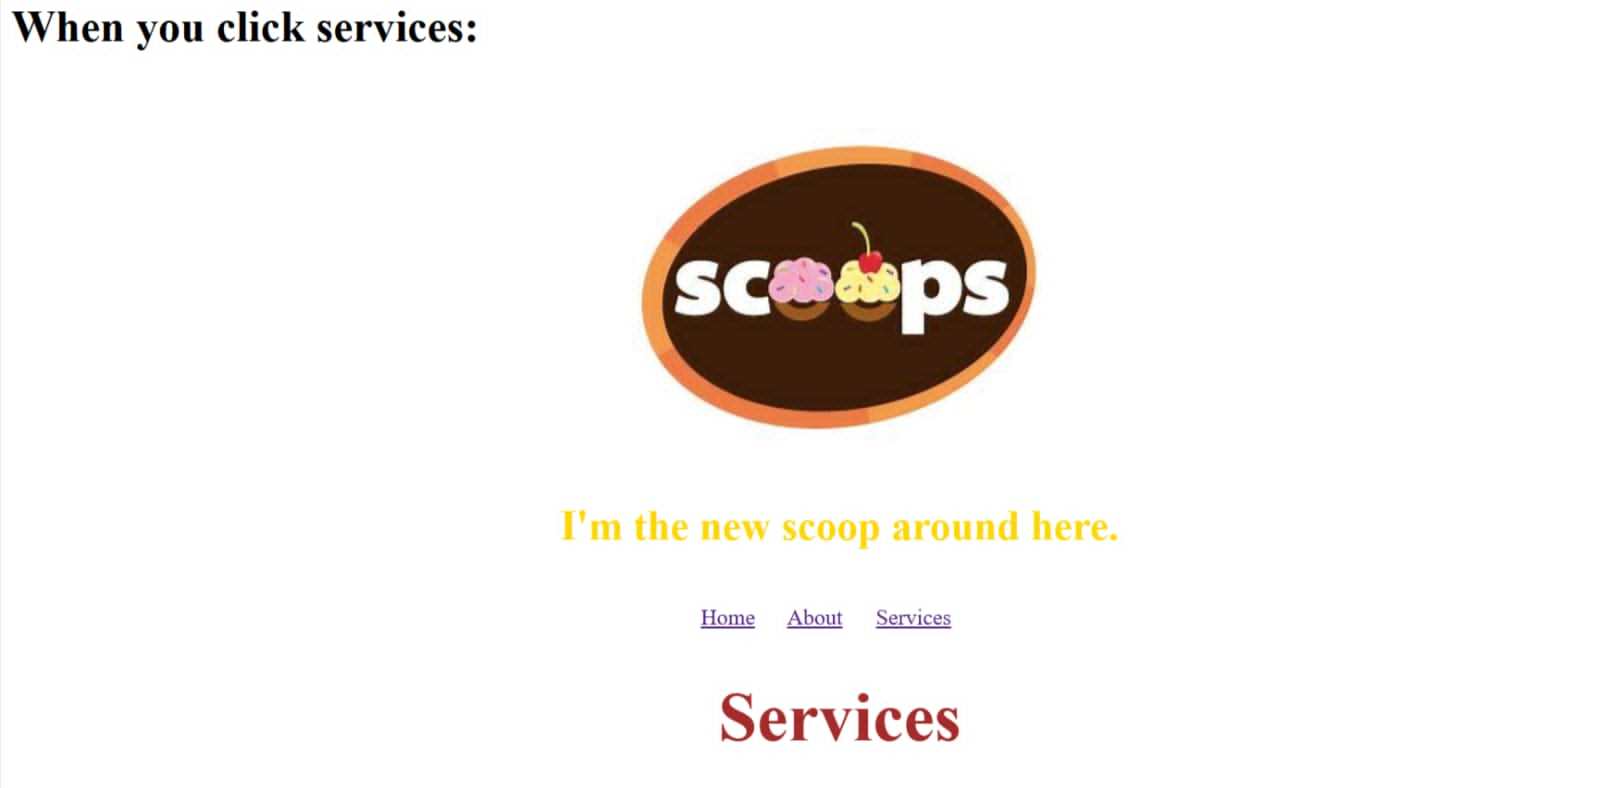 When you click services:
scoops
I'm the new scoop around here.
Home About Services
Services